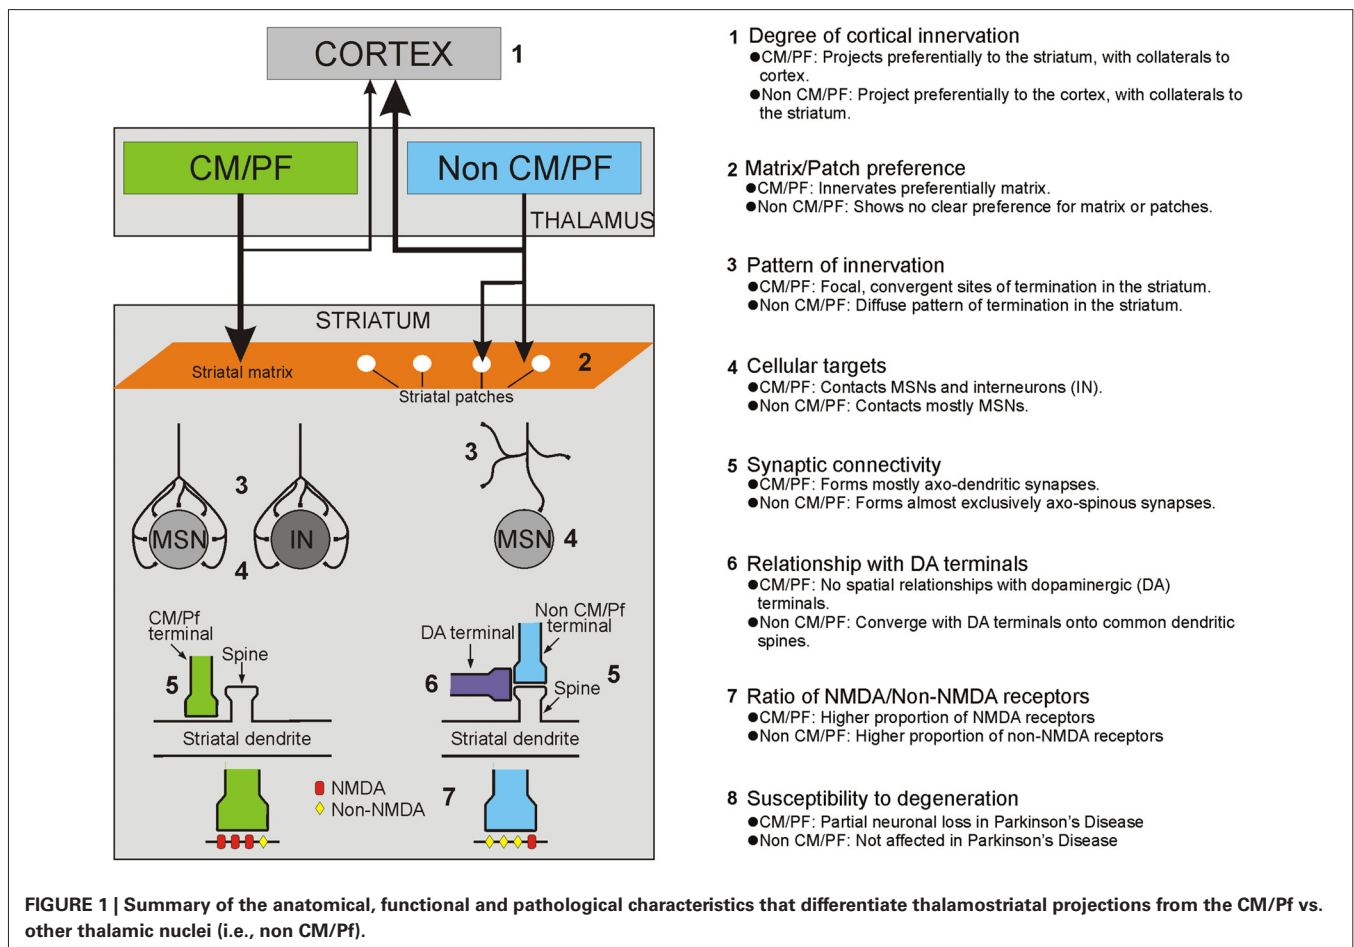 CORTEX
1
CM/PF
Non CM/PF
THALAMUS
STRIATUM
Striatal matrix
2
Striatal patches
3
3
MSN
IN
MSN
4
4
CM/Pf
terminal
Spine
5
Non CM/Pf
terminal
DA terminal
6
5
Spine
Striatal dendrite
Striatal dendrite
NMDA
Non-NMDA
7
1 Degree of cortical innervation
●CM/PF: Projects preferentially to the striatum, with collaterals to
cortex.
●Non CM/PF: Project preferentially to the cortex, with collaterals to
the striatum.
2 Matrix/Patch preference
●CM/PF: Innervates preferentially matrix.
●Non CM/PF: Shows no clear preference for matrix or patches.
3 Pattern of innervation
●CM/PF: Focal, convergent sites of termination in the striatum.
●Non CM/PF: Diffuse pattern of termination in the striatum.
4 Cellular targets
●CM/PF: Contacts MSNs and interneurons (IN).
●Non CM/PF: Contacts mostly MSNs.
5 Synaptic connectivity
●CM/PF: Forms mostly axo-dendritic synapses.
●Non CM/PF: Forms almost exclusively axo-spinous synapses.
6 Relationship with DA terminals
●CM/PF: No spatial relationships with dopaminergic (DA)
terminals.
●Non CM/PF: Converge with DA terminals onto common dendritic
spines.
7 Ratio of NMDA/Non-NMDA receptors
●CM/PF: Higher proportion of NMDA receptors
●Non CM/PF: Higher proportion of non-NMDA receptors
8 Susceptibility to degeneration
●CM/PF: Partial neuronal loss in Parkinson's Disease
●Non CM/PF: Not affected in Parkinson's Disease
FIGURE 1 | Summary of the anatomical, functional and pathological characteristics that differentiate thalamostriatal projections from the CM/Pf vs.
other thalamic nuclei (i.e., non CM/Pf).